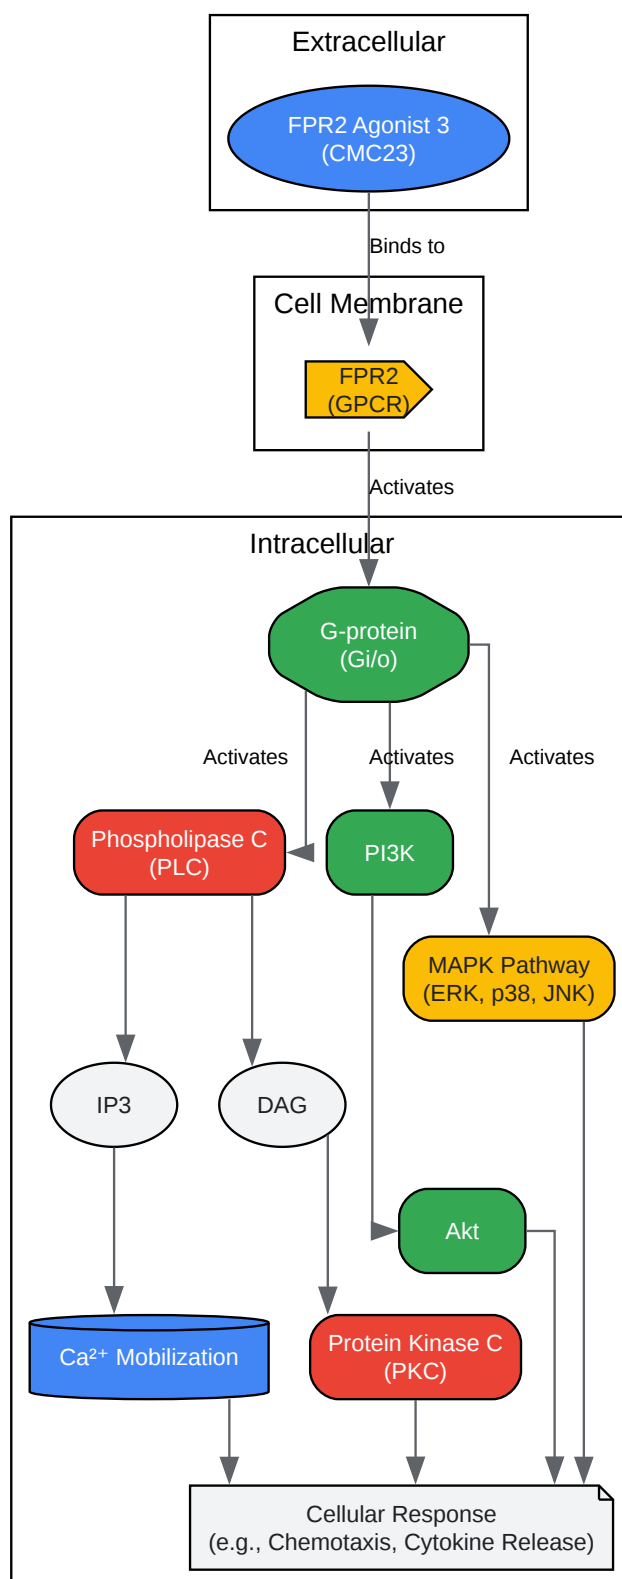 Extracellular
FPR2 Agonist 3
(CMC23)
Binds to
Cell Membrane
FPR2
(GPCR)
Activates
Intracellular
G-protein
(Gi/o)
Activates
Activates
Activates
Phospholipase C
(PLC)
PI3K
MAPK Pathway
(ERK, p38, JNK)
IP3
DAG
Akt
Ca²⁺ Mobilization
Protein Kinase C
(PKC)
Cellular Response
(e.g., Chemotaxis, Cytokine Release)